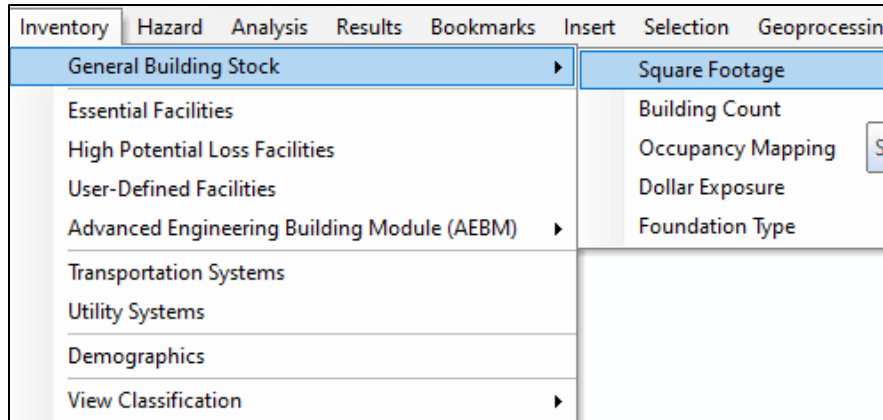 Inventory Hazard Analysis Results Bookmarks Insert Selection
General Building Stock
Essential Facilities
High Potential Loss Facilities
User-Defined Facilities
Advanced Engineering Building Module (AEBM)
Transportation Systems
Utility Systems
Demographics
View Classification
Square Footage
Building Count
Occupancy Mapping
Dollar Exposure
Foundation Type